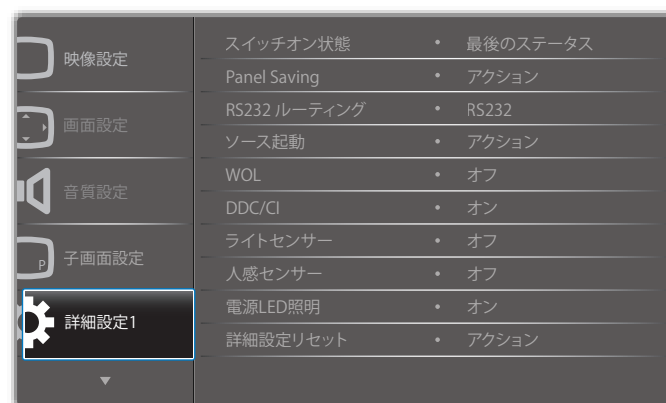 映像設定
画面設定
音質設定
P
子画面設定
詳細設定1
スイッチオン状態 • 最後のステータス
Panel Saving • アクション
RS232 ルーティング • RS232
ソース起動 • アクション
WOL • オフ
DDC/CI • オン
ライトセンサー • オフ
人感センサー • オフ
電源LED照明 • オン
詳細設定リセット • アクション